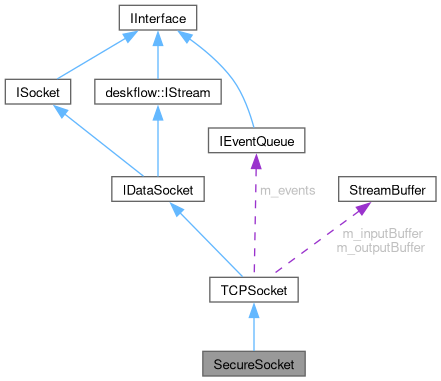 IInterface
ISocket
deskflow::IStream
IEventQueue
IDataSocket
m_events
StreamBuffer
m_inputBuffer
m_outputBuffer
TCPSocket
SecureSocket